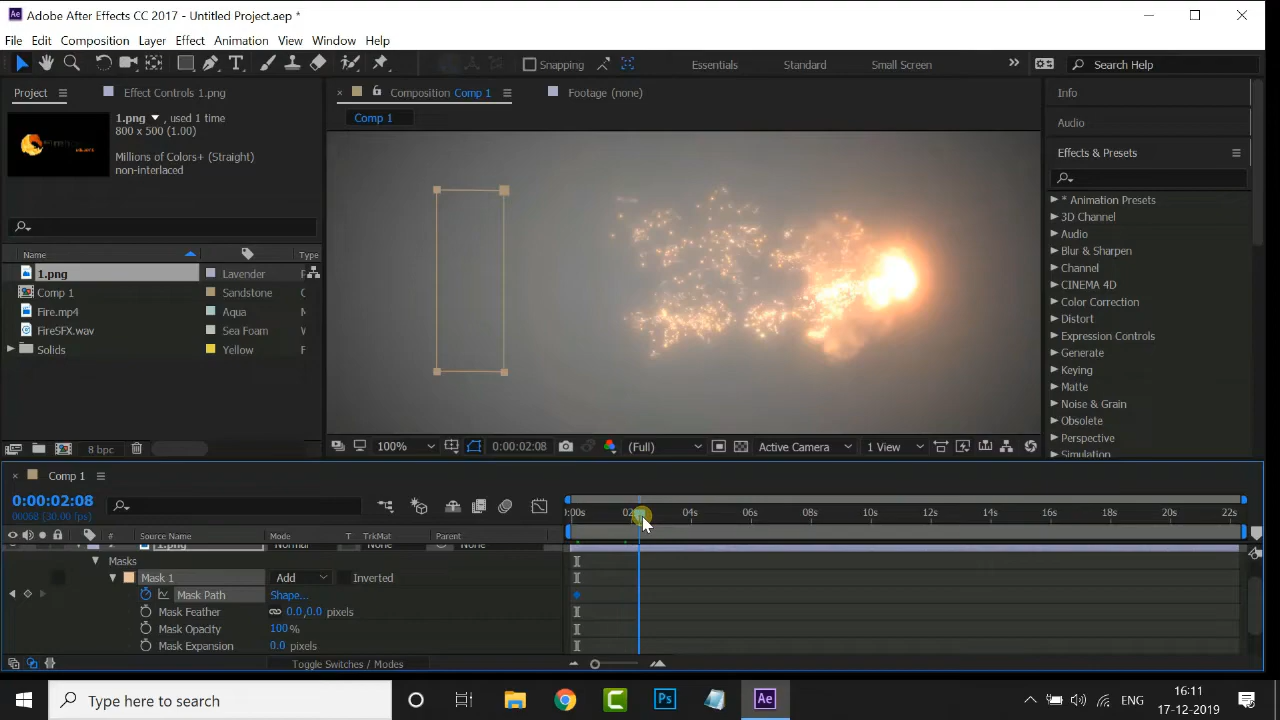 Adobe After Effects CC 2017 - Untitled Project.aep *
File Edit Composition Layer Effect Animation View Window Help
Snapping Essentials Standard Small Screen Search Help
Project Effect Controls 1.png
Composition Comp 1 Footage (none)
Comp 1
1.png , used 1 time
800 x 500 (1.00)
Millions of Colors+ (Straight)
non-interlaced
Name Type
1.png Lavender
Comp 1 Sandstone
Fire.mp4 Aqua
FireSFX.wav Sea Foam
Solids Yellow
8 bpc
100% 0:00:02:08 (Full) Active Camera 1 View
Info
Audio
Effects & Presets
* Animation Presets
3D Channel
Audio
Blur & Sharpen
Channel
CINEMA 4D
Color Correction
Distort
Expression Controls
Generate
Keying
Matte
Noise & Grain
Obsolete
Perspective
Simulation
Comp 1
0:00:02:08
00068 (30.00 fps)
):00s 04s 06s 08s 10s 12s 14s 16s 18s 20s 22s
# Source Name Mode T TrkMat Parent
1.png Normal None None
Masks
Mask 1 Add Inverted
Mask Path Shape...
Mask Feather 0.0,0.0 pixels
Mask Opacity 100%
Mask Expansion 0.0 pixels
Toggle Switches / Modes
Type here to search
Ps Ae
ENG
16:11
17-12-2019